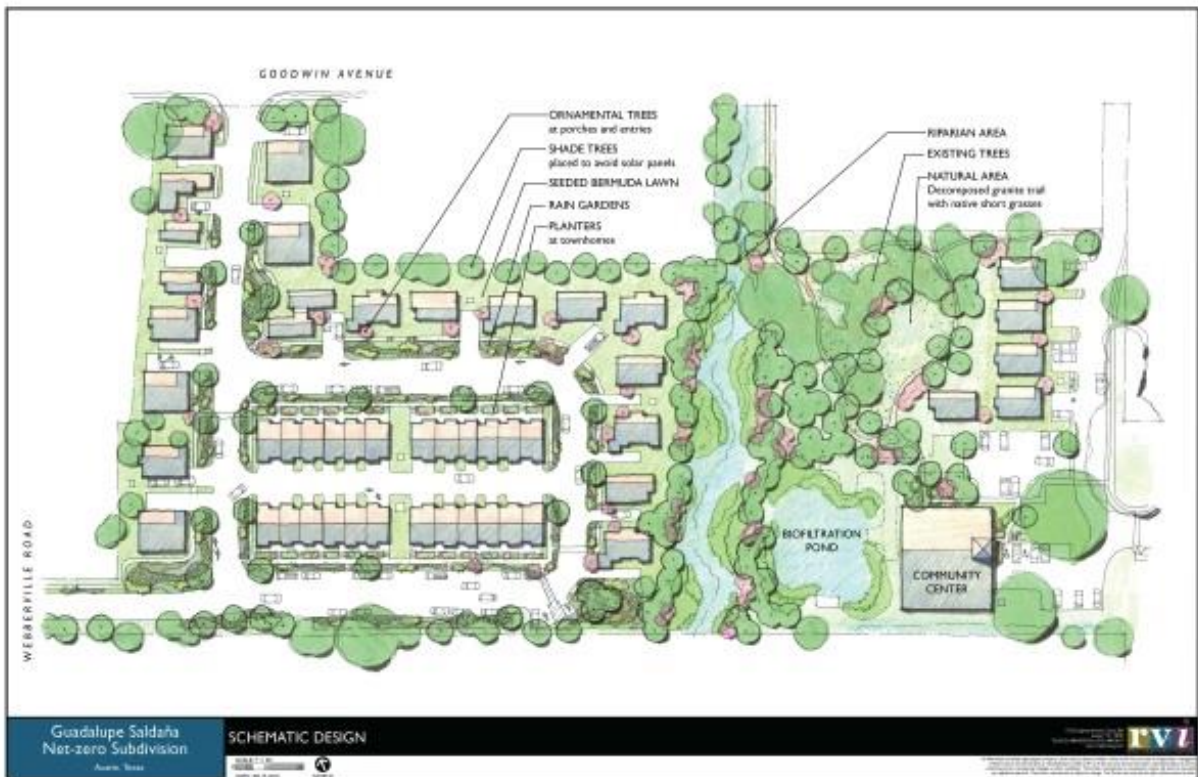 GOODWIN AVENUE
ORNAMENTAL TREES
at porches and entries
SHADE TREES
placed to avoid solar panels
SEEDED BERMUDA LAWN
RAIN GARDENS
PLANTERS
at townhomes
RIPARIAN AREA
EXISTING TREES
NATURAL AREA
Decomposed granite trail
with native short grasses
BIOFILTRATION
POND
COMMUNITY
CENTER
WEBBERVILLE ROAD
Guadalupe Saldaña
Net-zero Subdivision
Austin, Texas
SCHEMATIC DESIGN
rvi